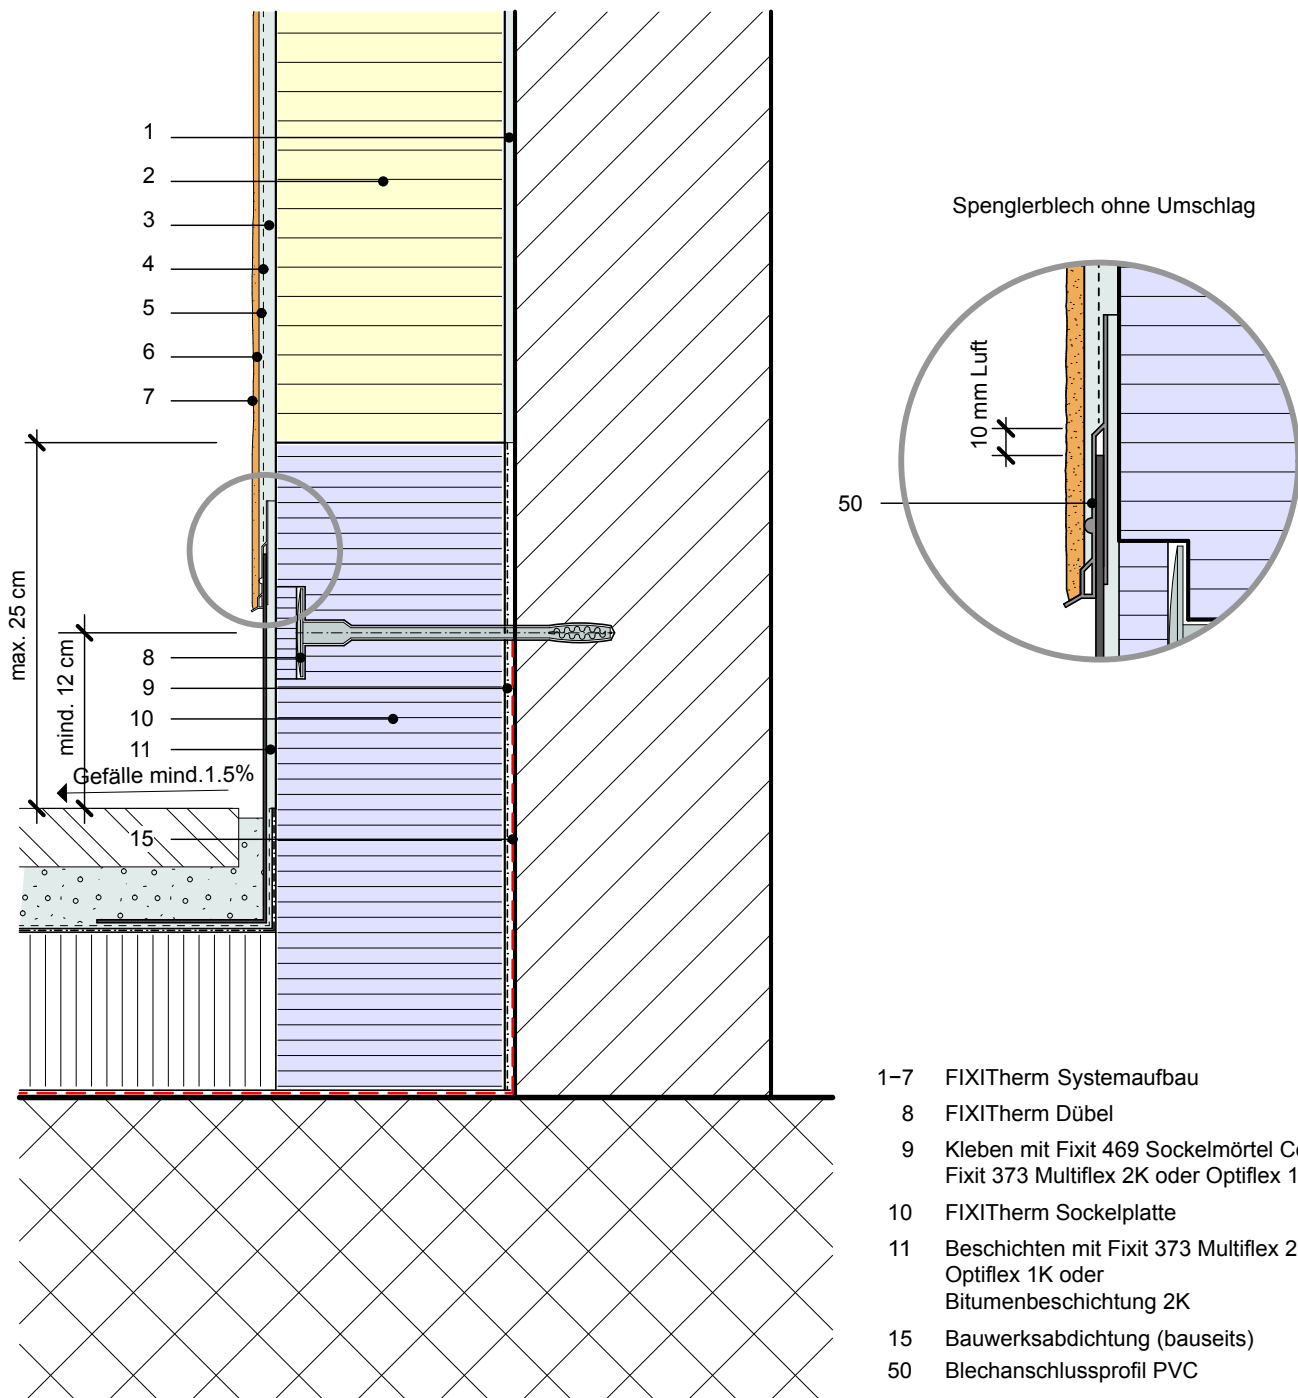 1
2
Spenglerblech ohne Umschlag
3
4
5
6
7
10 mm Luft
50
max. 25 cm
mind. 12 cm
8
9
10
11
Gefälle mind.1.5%
15
1–7 FIXITherm Systemaufbau
8 FIXITherm Dübel
9 Kleben mit Fixit 469 Sockelmörtel
Fixit 373 Multiflex 2K oder Optiflex
10 FIXITherm Sockelplatte
11 Beschichten mit Fixit 373 Multiflex
Optiflex 1K oder
Bitumenbeschichtung 2K
15 Bauwerksabdichtung (bauseits)
50 Blechanschlussprofil PVC